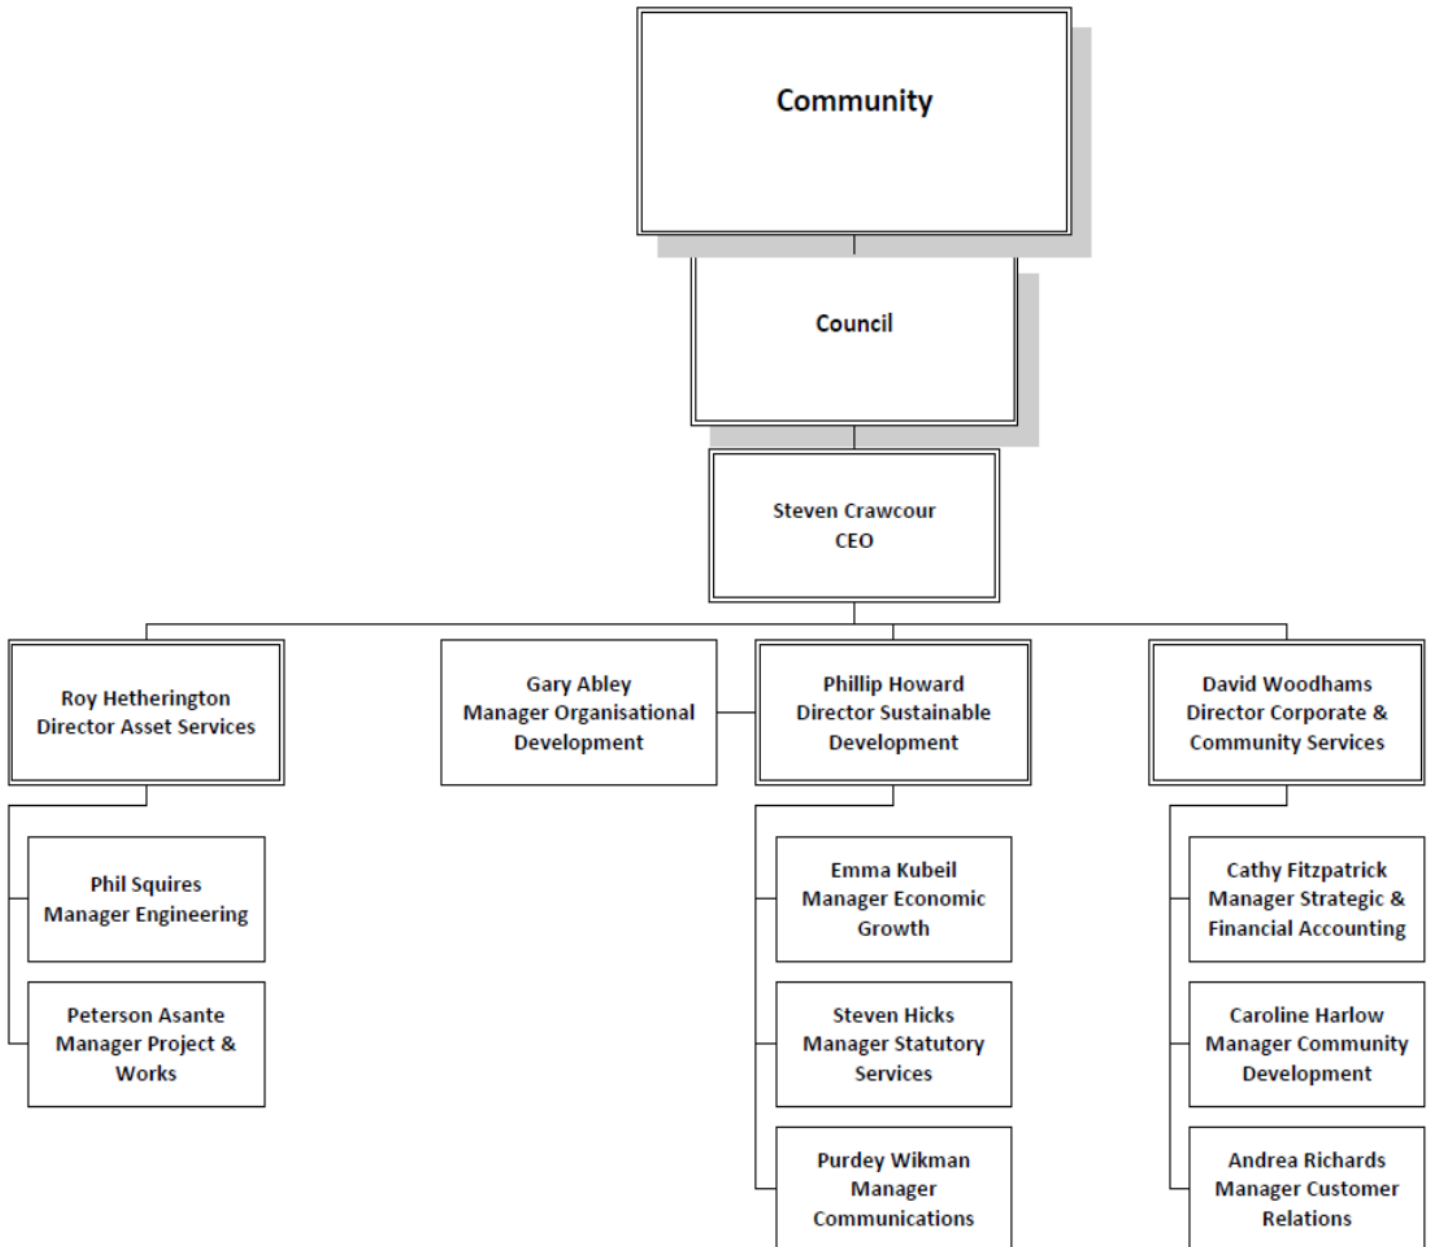 Community
Council
Steven Crawcour
CEO
Roy Hetherington
Director Asset Services
Gary Abley
Manager Organisational
Development
Phillip Howard
Director Sustainable
Development
David Woodhams
Director Corporate &
Community Services
Phil Squires
Manager Engineering
Peterson Asante
Manager Project &
Works
Emma Kubeil
Manager Economic
Growth
Steven Hicks
Manager Statutory
Services
Purdey Wikman
Manager
Communications
Cathy Fitzpatrick
Manager Strategic &
Financial Accounting
Caroline Harlow
Manager Community
Development
Andrea Richards
Manager Customer
Relations